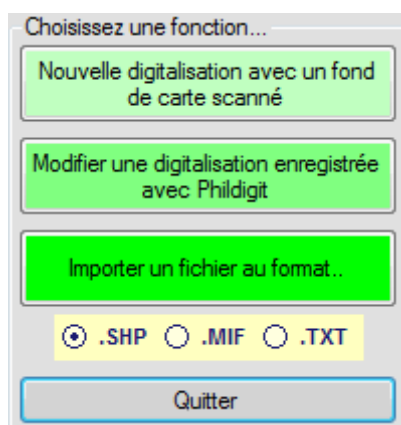 Choisissez une fonction...
Nouvelle digitalisation avec un fond
de carte scanné
Modifier une digitalisation enregistrée
avec Phildigit
Importer un fichier au format..
.SHP .MIF .TXT
Quitter